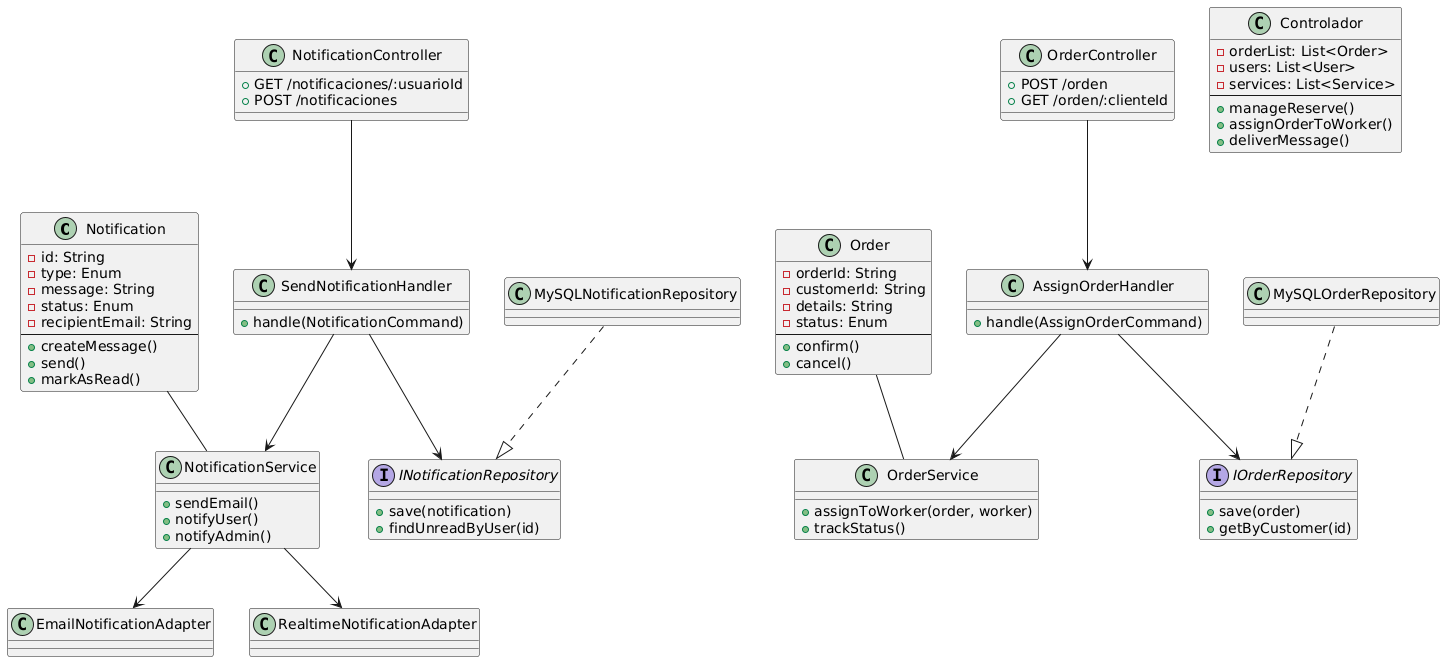 C NotificationController
GET /notificaciones/:usuarioId
POST /notificaciones
C OrderController
POST /orden
GET /orden/:clienteId
C Controlador
orderList: List<Order>
users: List<User>
services: List<Service>
manageReserve()
assignOrderToWorker()
deliverMessage()
C Notification
id: String
type: Enum
message: String
status: Enum
recipientEmail: String
createMessage()
send()
markAsRead()
C SendNotificationHandler
handle(NotificationCommand)
C MySQLNotificationRepository
C Order
orderId: String
customerId: String
details: String
status: Enum
confirm()
cancel()
C AssignOrderHandler
handle(AssignOrderCommand)
C MySQLOrderRepository
C NotificationService
sendEmail()
notifyUser()
notifyAdmin()
I INotificationRepository
save(notification)
findUnreadByUser(id)
C OrderService
assignToWorker(order, worker)
trackStatus()
I IOrderRepository
save(order)
getByCustomer(id)
C EmailNotificationAdapter
C RealtimeNotificationAdapter